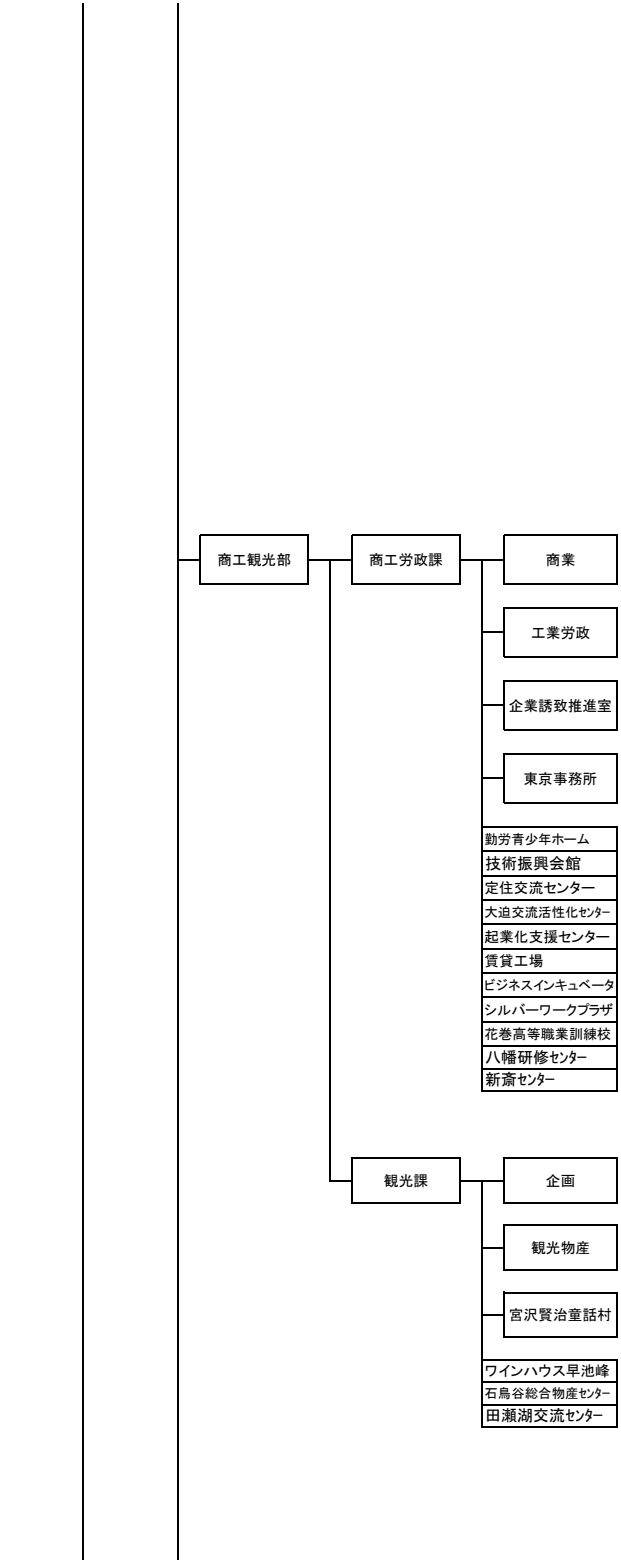 商工観光部
商工労政課
商業
工業労政
企業誘致推進室
東京事務所
勤労青少年ホーム
技術振興会館
定住交流センター
大迫交流活性化ｾﾝﾀｰ
起業化支援センター
賃貸工場
ビジネスインキュベータ
シルバーワークプラザ
花巻高等職業訓練校
八幡研修ｾﾝﾀｰ
新斎ｾﾝﾀｰ
観光課
企画
観光物産
宮沢賢治童話村
ワインハウス早池峰
石鳥谷総合物産ｾﾝﾀｰ
田瀬湖交流ｾﾝﾀｰ